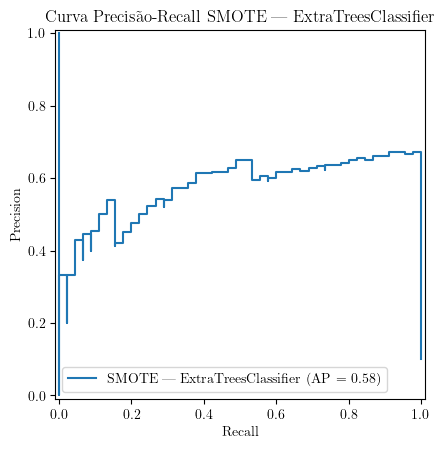 Curva Precisão-Recall SMOTE — ExtraTreesClassifier
1.0
0.8
0.6
0.4
0.2
0.0
Precision
SMOTE — ExtraTreesClassifier (AP = 0.58)
0.0 0.2 0.4 0.6 0.8 1.0
Recall